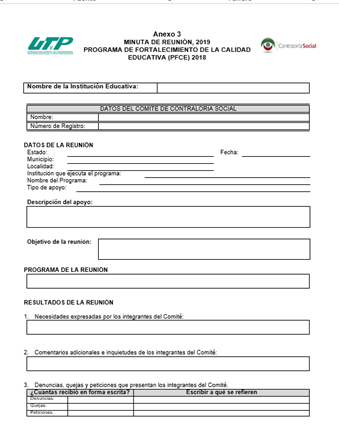 Anexo 3
MINUTA DE REUNIÓN, 2019
PROGRAMA DE FORTALECIMIENTO DE LA CALIDAD
EDUCATIVA (PFCE) 2018
UTP
Contraloría Social
Nombre de la Institución Educativa:
DATOS DEL COMITÉ DE CONTRALORÍA SOCIAL
Nombre:
Número de Registro:
DATOS DE LA REUNIÓN
Estado: Fecha:
Municipio:
Localidad:
Institución que ejecuta el programa:
Nombre del Programa:
Tipo de apoyo:
Descripción del apoyo:
Objetivo de la reunión:
PROGRAMA DE LA REUNIÓN
RESULTADOS DE LA REUNIÓN
1. Necesidades expresadas por los integrantes del Comité:
2. Comentarios adicionales e inquietudes de los integrantes del Comité:
3. Denuncias, quejas y peticiones que presentan los integrantes del Comité.
¿Cuántas recibió en forma escrita? Escribir a qué se refieren
Denuncias:
Quejas:
Peticiones: